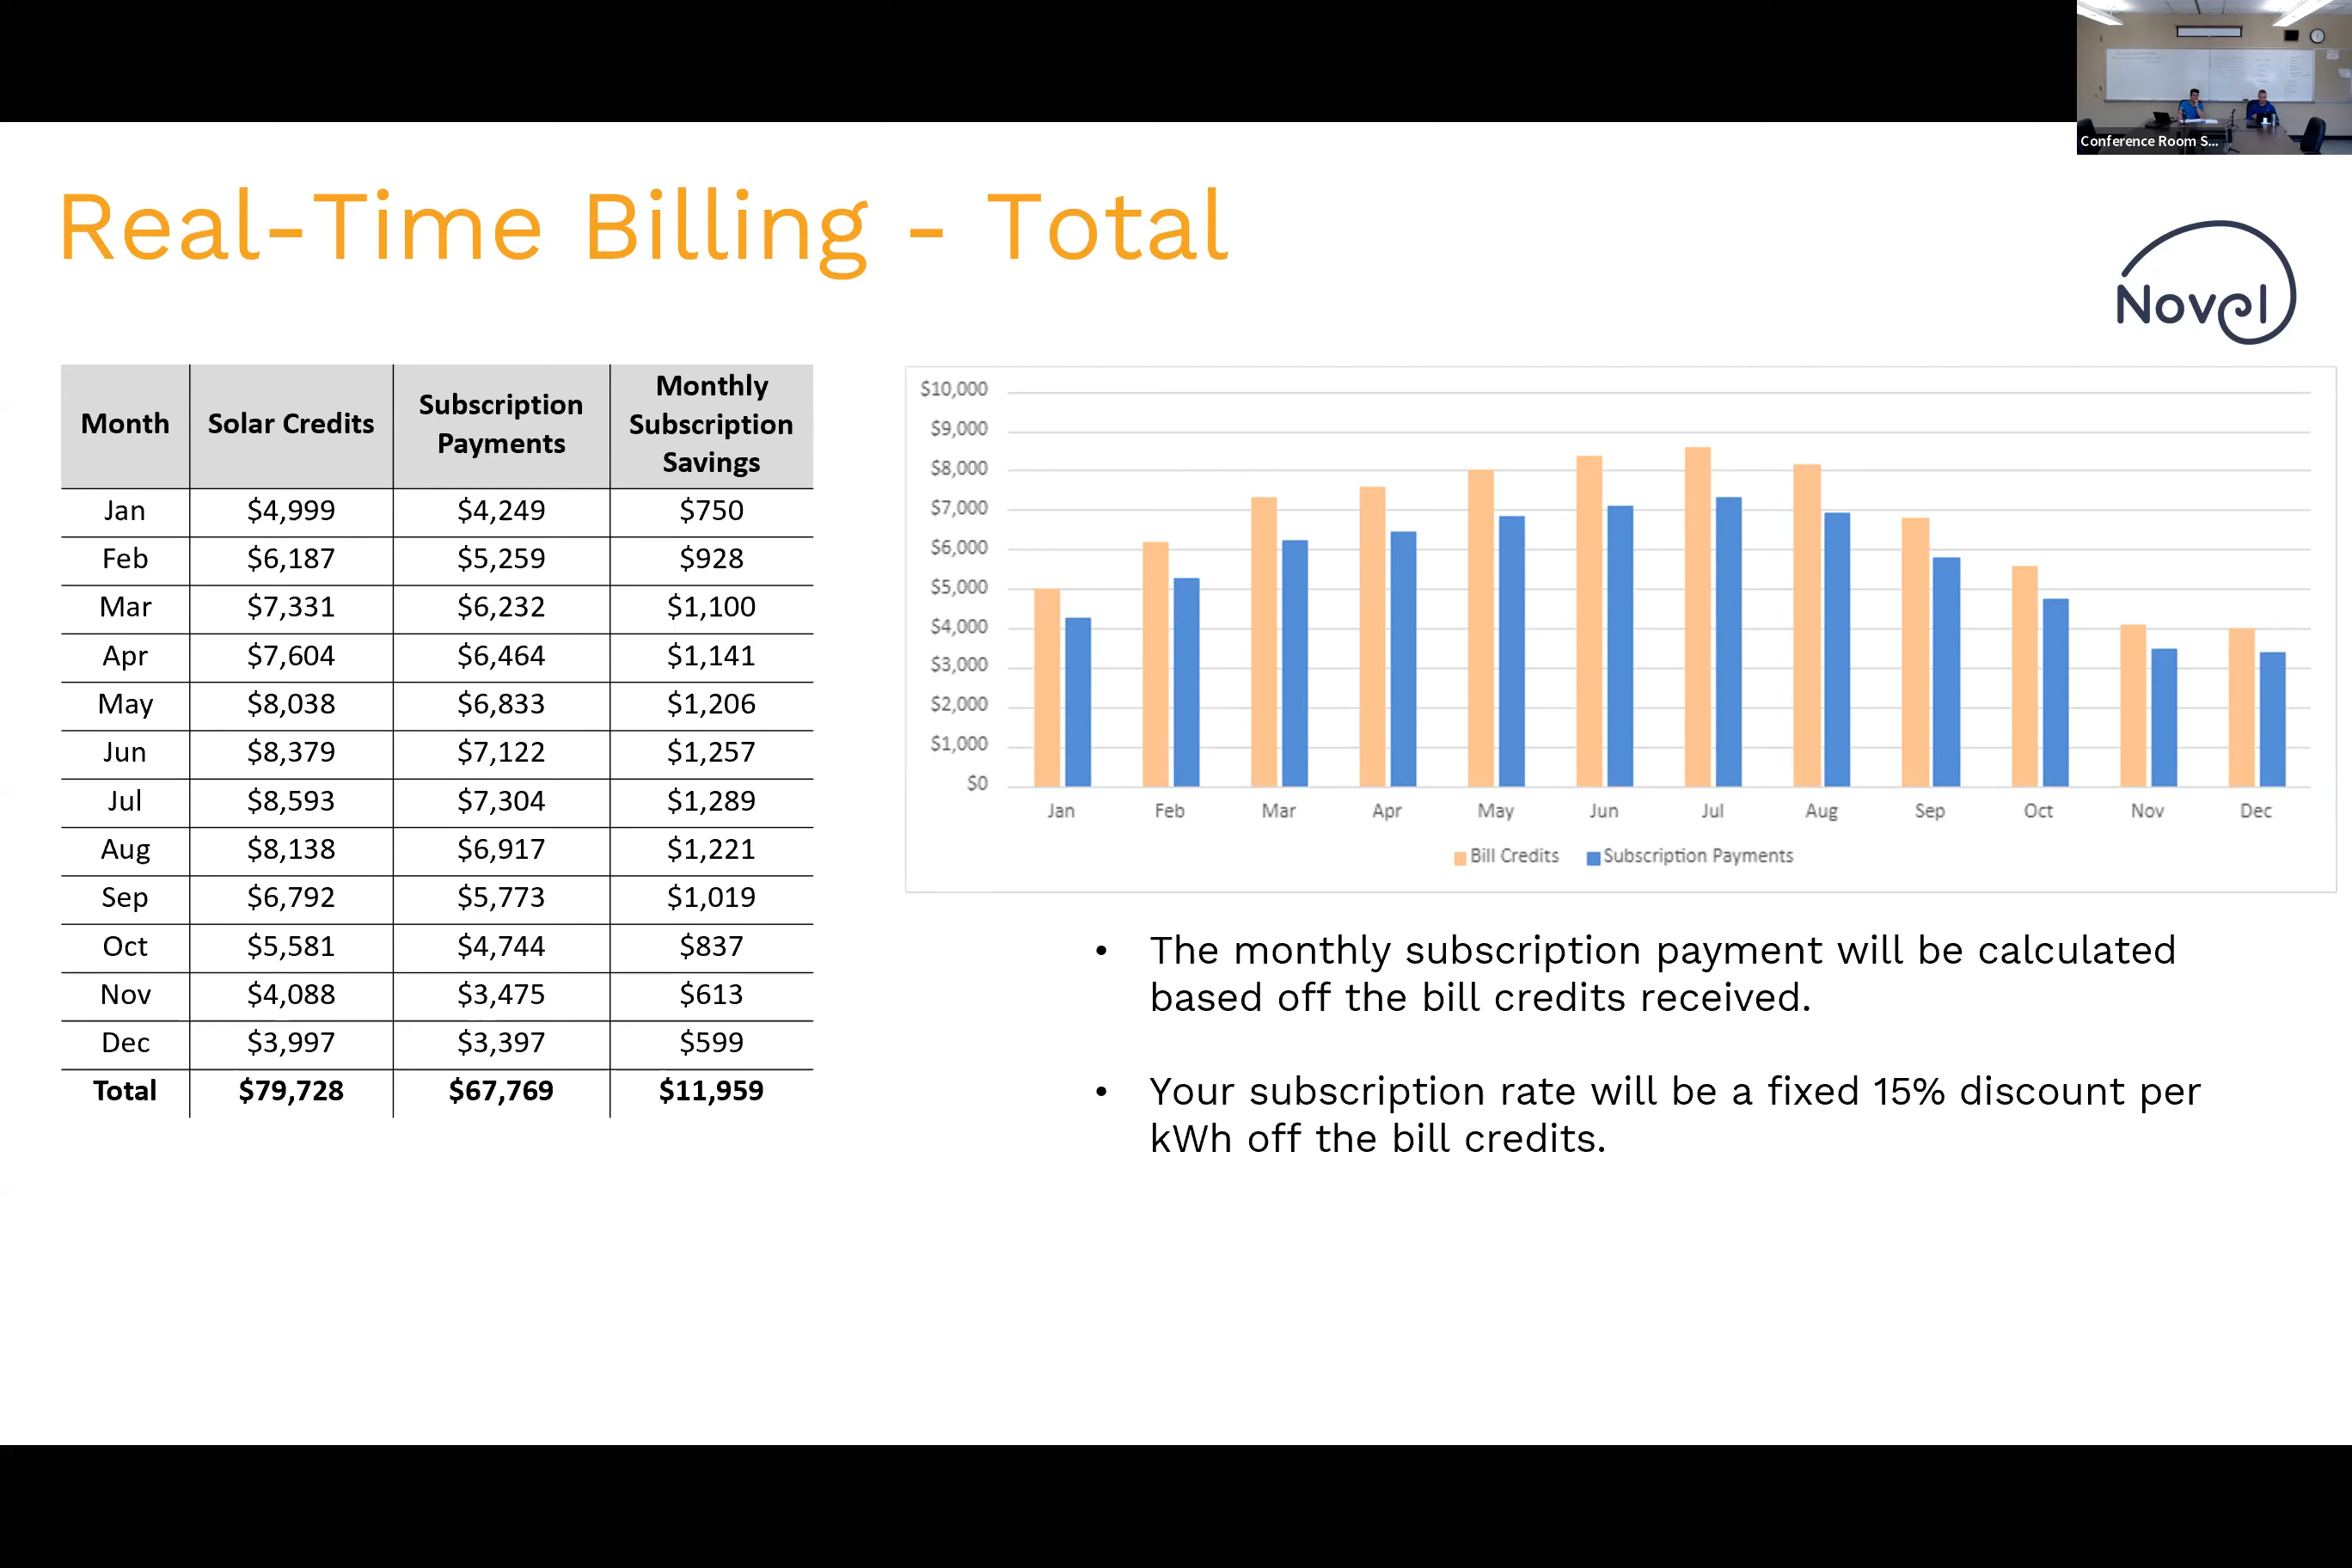 Conference Room S...
Real-Time Billing - Total
Novel
Month Solar Credits Subscription Payments Monthly Subscription Savings
Jan $4,999 $4,249 $750
Feb $6,187 $5,259 $928
Mar $7,331 $6,232 $1,100
Apr $7,604 $6,464 $1,141
May $8,038 $6,833 $1,206
Jun $8,379 $7,122 $1,257
Jul $8,593 $7,304 $1,289
Aug $8,138 $6,917 $1,221
Sep $6,792 $5,773 $1,019
Oct $5,581 $4,744 $837
Nov $4,088 $3,475 $613
Dec $3,997 $3,397 $599
Total $79,728 $67,769 $11,959
$10,000
$9,000
$8,000
$7,000
$6,000
$5,000
$4,000
$3,000
$2,000
$1,000
$0
Jan Feb Mar Apr May Jun Jul Aug Sep Oct Nov Dec
Bill Credits Subscription Payments
• The monthly subscription payment will be calculated
based off the bill credits received.
• Your subscription rate will be a fixed 15% discount per
kWh off the bill credits.